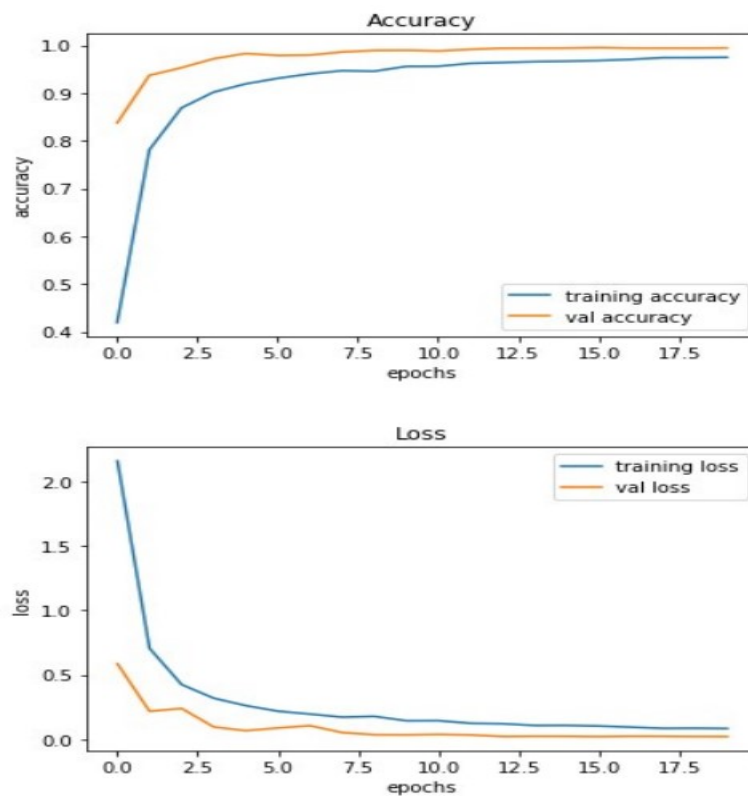 Accuracy
1.0
0.9
0.8
0.7
0.6
0.5
0.4
accuracy
training accuracy
val accuracy
0.0 2.5 5.0 7.5 10.0 12.5 15.0 17.5
epochs
Loss
2.0
1.5
1.0
0.5
0.0
loss
training loss
val loss
0.0 2.5 5.0 7.5 10.0 12.5 15.0 17.5
epochs